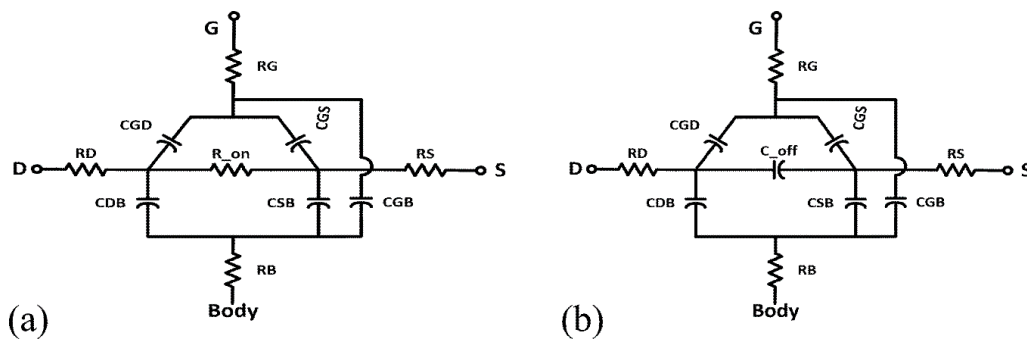 G
RG
CGD
CGS
RD
R_on
RS
D
S
CDB
CSB
CGB
RB
Body
(a)
G
RG
CGD
CGS
RD
C_off
RS
D
S
CDB
CSB
CGB
RB
Body
(b)